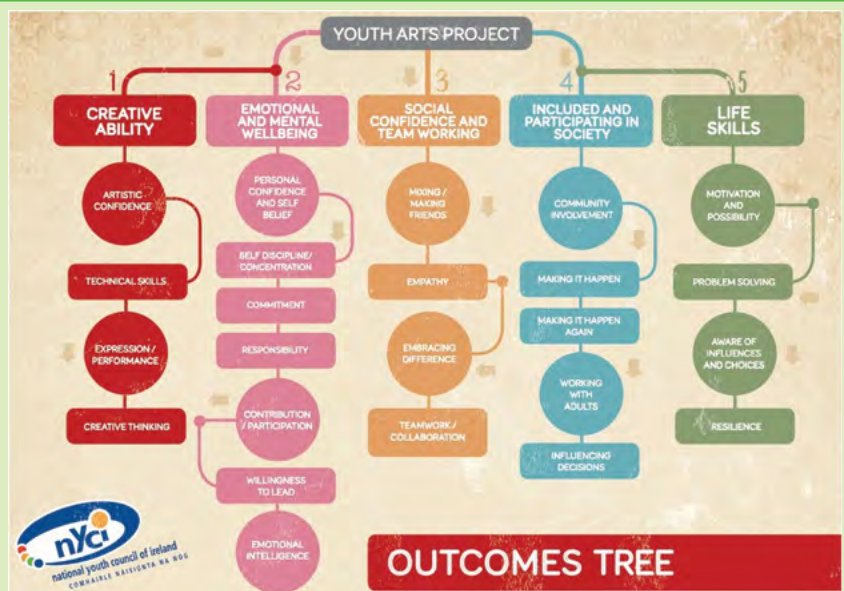 YOUTH ARTS PROJECT
1
CREATIVE
ABILITY
ARTISTIC
CONFIDENCE
TECHNICAL SKILLS
EXPRESSION /
PERFORMANCE
CREATIVE THINKING
2
EMOTIONAL
AND MENTAL
WELLBEING
PERSONAL
CONFIDENCE
AND SELF
BELIEF
SELF DISCIPLINE/
CONCENTRATION
COMMITMENT
RESPONSIBILITY
CONTRIBUTION
/ PARTICIPATION
WILLINGNESS
TO LEAD
EMOTIONAL
INTELLIGENCE
3
SOCIAL
CONFIDENCE AND
TEAM WORKING
MIXING /
MAKING
FRIENDS
EMPATHY
EMBRACING
DIFFERENCE
TEAMWORK /
COLLABORATION
4
INCLUDED AND
PARTICIPATING IN
SOCIETY
COMMUNITY
INVOLVEMENT
MAKING IT HAPPEN
MAKING IT HAPPEN
AGAIN
WORKING
WITH
ADULTS
INFLUENCING
DECISIONS
5
LIFE
SKILLS
MOTIVATION
AND
POSSIBILITY
PROBLEM SOLVING
AWARE OF
INFLUENCES
AND CHOICES
RESILIENCE
nyci
national youth council of ireland
COMHAIRLE NAISIUNTA NA NOG
OUTCOMES TREE